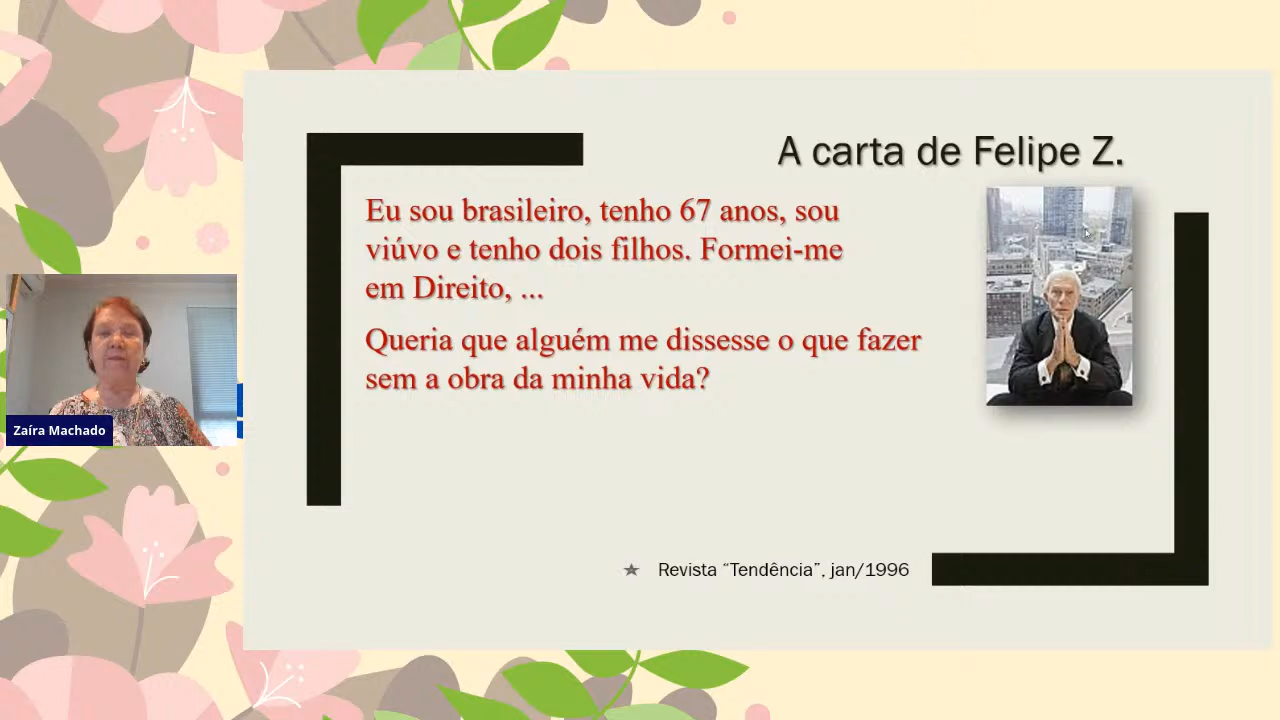 A carta de Felipe Z.
Eu sou brasileiro, tenho 67 anos, sou
viúvo e tenho dois filhos. Formei-me
em Direito, ...
Queria que alguém me dissesse o que fazer
sem a obra da minha vida?
Zaíra Machado
Revista “Tendência”, jan/1996